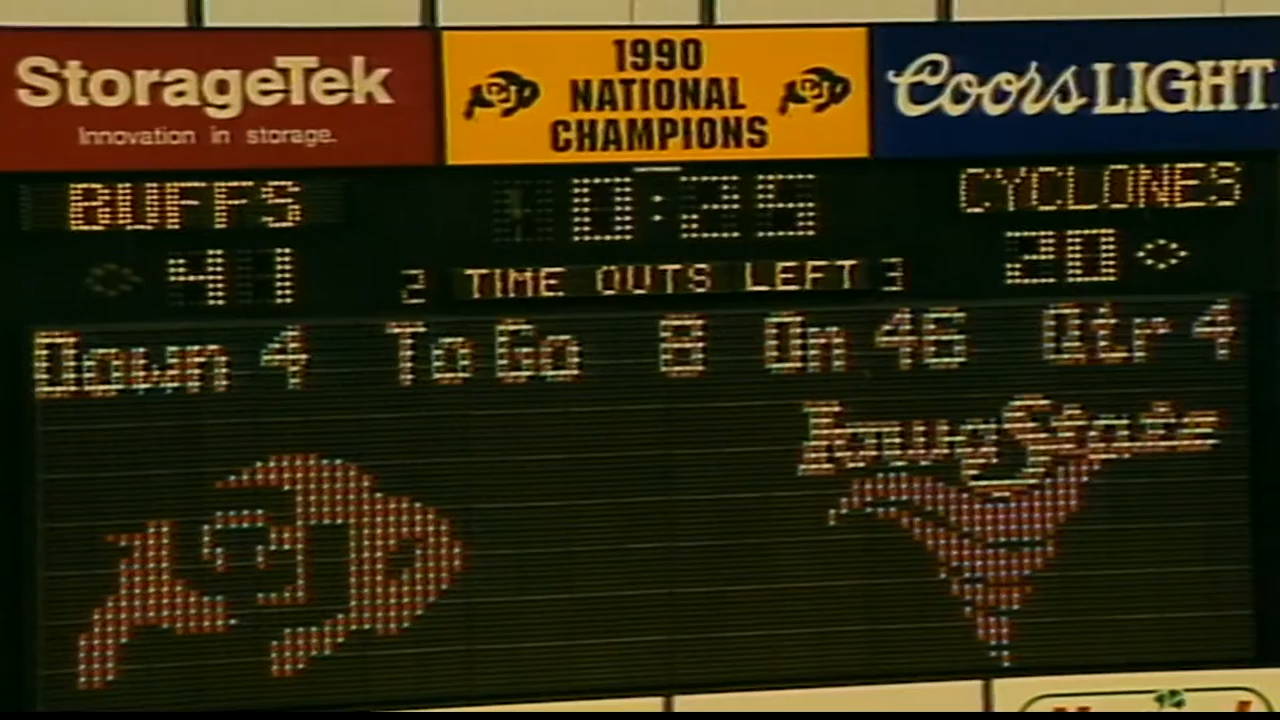 StorageTek
Innovation in storage.
1990
NATIONAL
CHAMPIONS
Coors LIGHT
BUFFS
0:26
CYCLONES
41
2 TIME OUTS LEFT 3
20
Down 4 To Go 8 On 46 Qtr 4
Iowa State